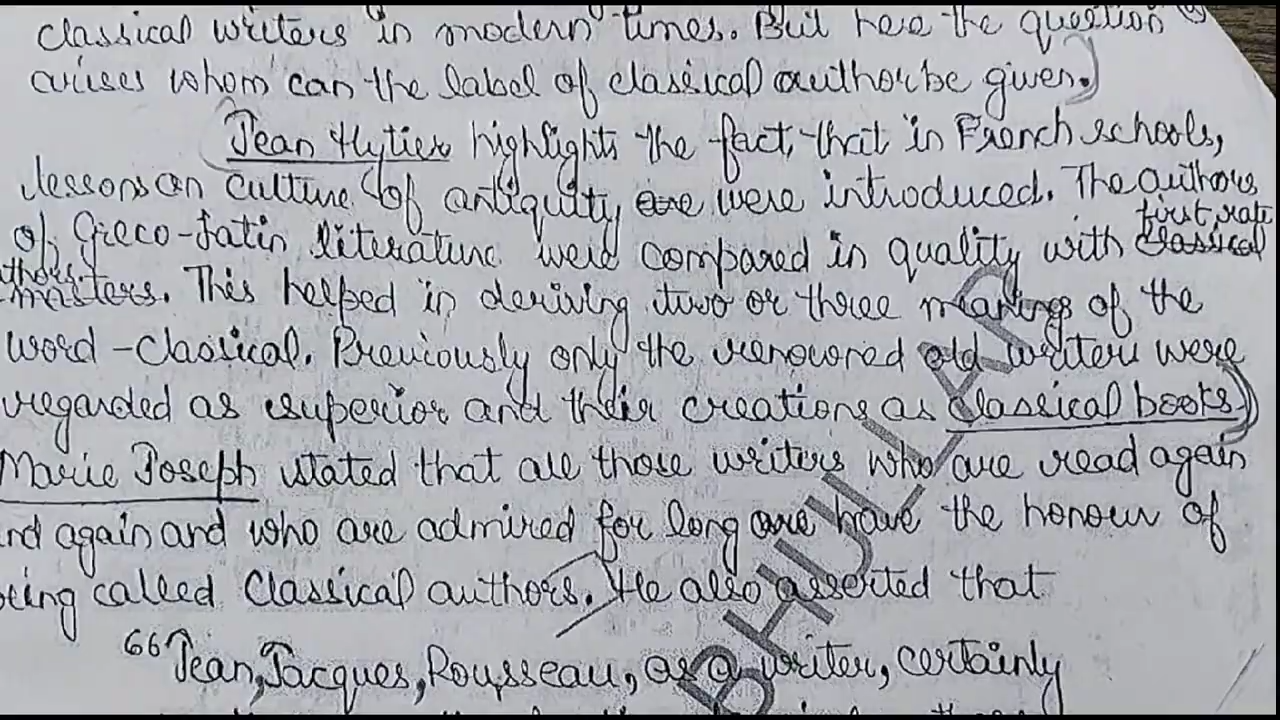 classical writers in modern times. But here the question
arises whom can the label of classical author be given.
Jean Hytier highlights the fact, that in French schools,
lessons on culture of antiquity are were introduced. The authors
of Greco-Latin literature were compared in quality with classical first rate
masters. This helped in deriving two or three meanings of the
word - classical. Previously only the renowned old writers were
regarded as superior and their creations as classical books.
Marie Joseph stated that all those writers who are read again
nd again and who are admired for long are have the honour of
being called Classical authors. He also asserted that
66 Jean, Jacques, Rousseau, as a writer, certainly
BHULLAR